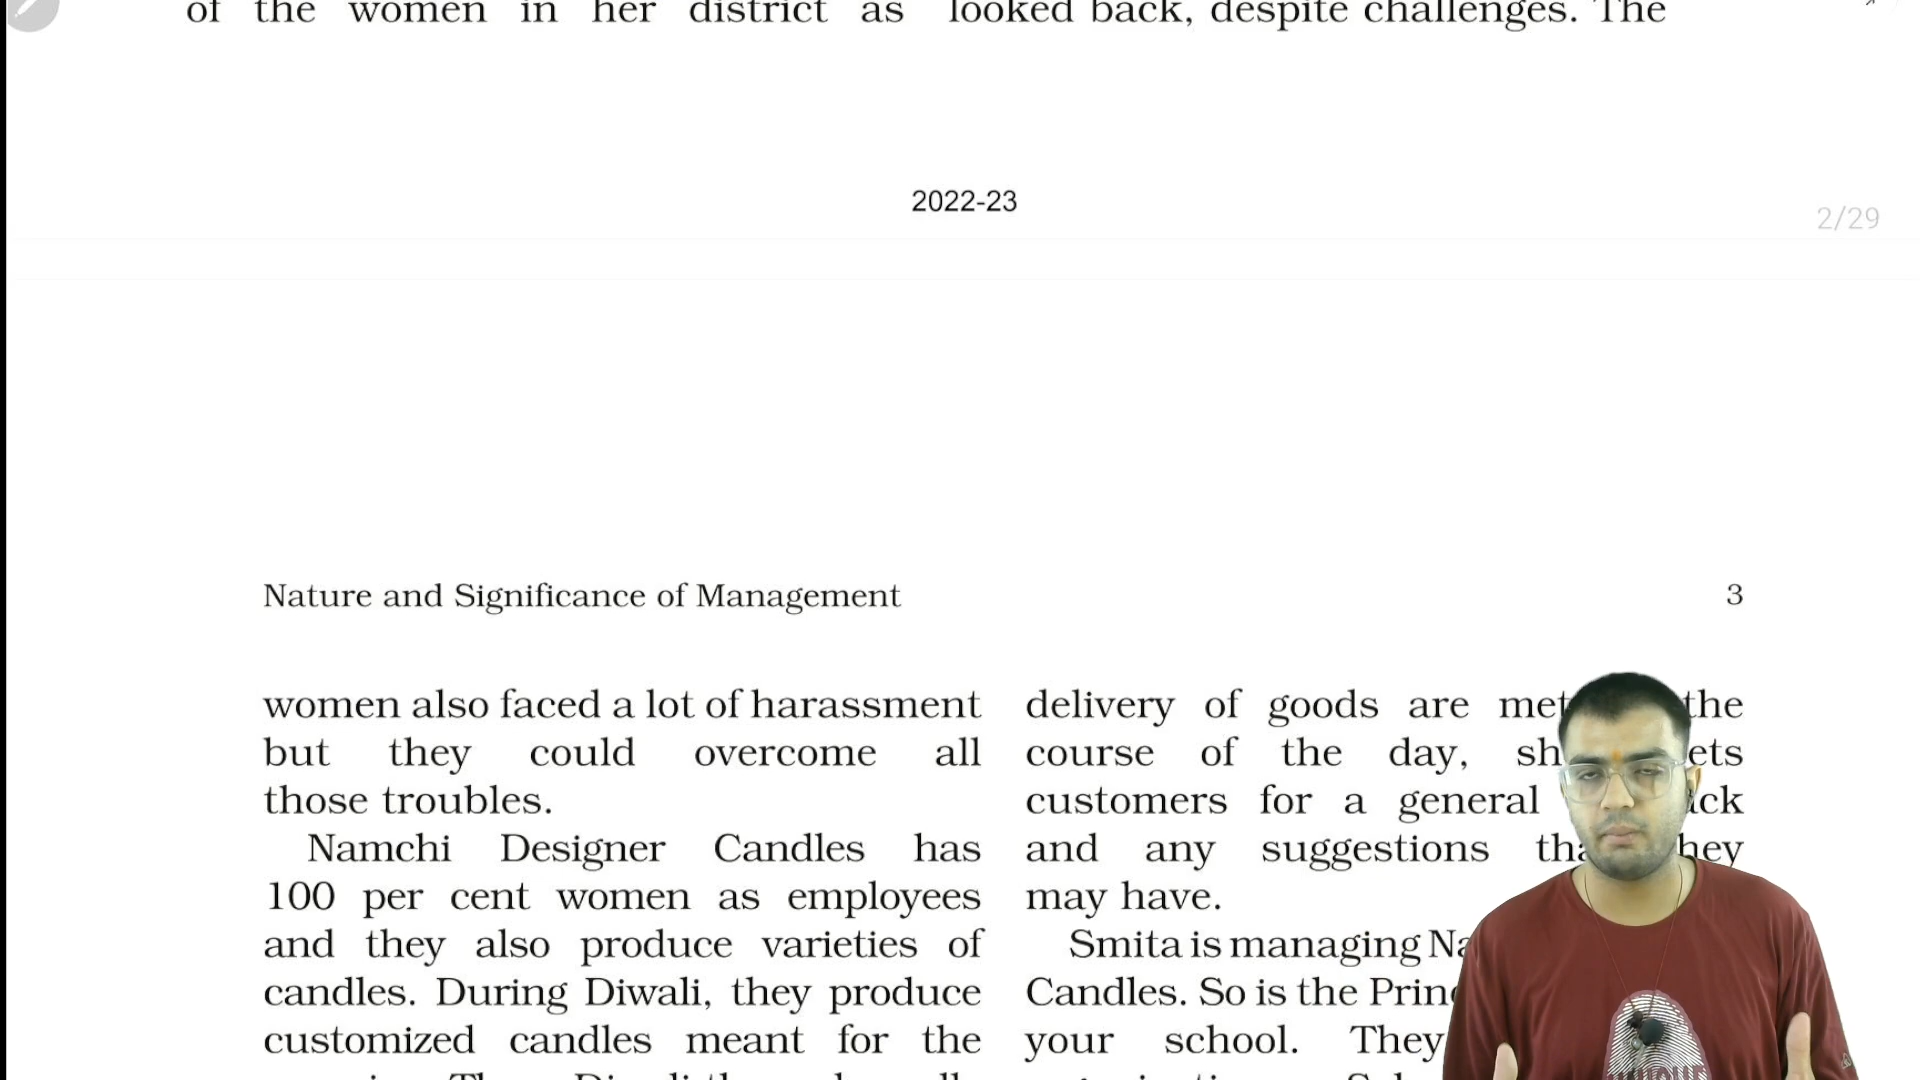 of the women in her district as
looked back, despite challenges. The
2022-23
2/29
Nature and Significance of Management
3
women also faced a lot of harassment
but they could overcome all
those troubles.
Namchi Designer Candles has
100 per cent women as employees
and they also produce varieties of
candles. During Diwali, they produce
customized candles meant for the
delivery of goods are met the
course of the day,
customers for a general
and any suggestions
may have.
Smita is managing
Candles. So is the
your school. They